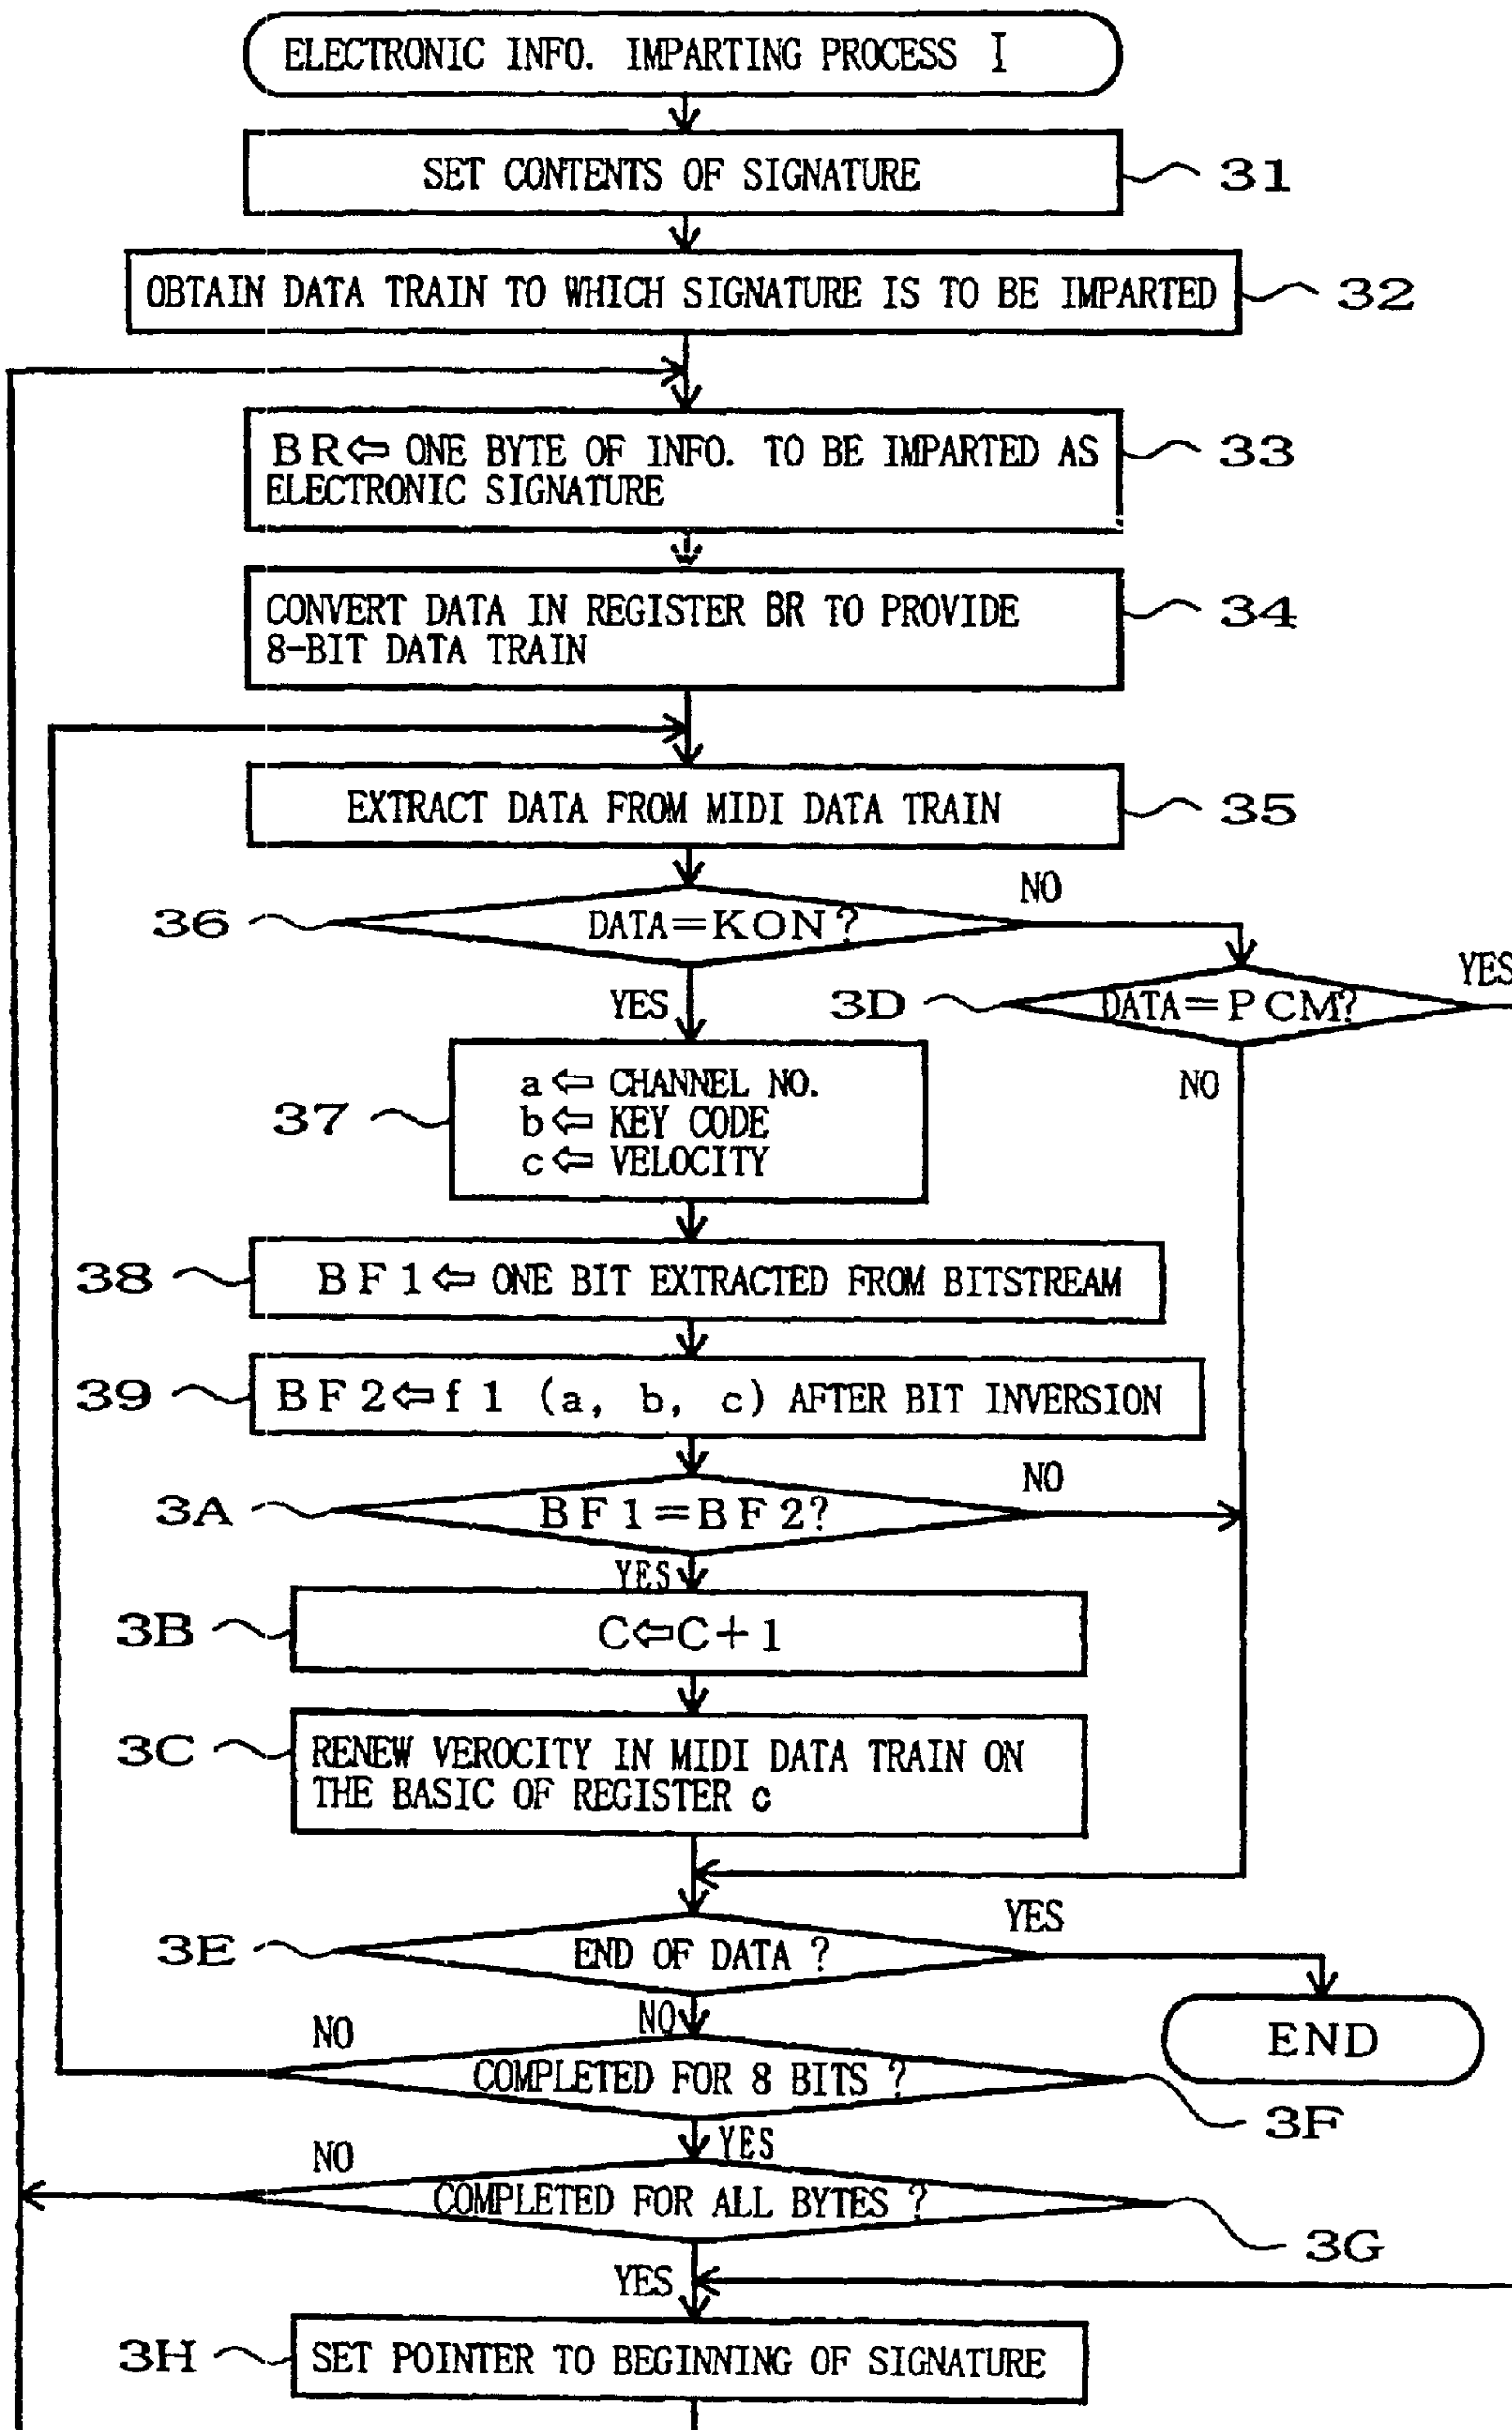 ELECTRONIC INFO. IMPARTING PROCESS I
SET CONTENTS OF SIGNATURE
31
OBTAIN DATA TRAIN TO WHICH SIGNATURE IS TO BE IMPARTED
32
BR⇦ ONE BYTE OF INFO. TO BE IMPARTED AS
ELECTRONIC SIGNATURE
33
CONVERT DATA IN REGISTER BR TO PROVIDE
8-BIT DATA TRAIN
34
EXTRACT DATA FROM MIDI DATA TRAIN
35
36
DATA=KON?
NO
YES
3D
DATA=PCM?
YES
NO
37
a⇦ CHANNEL NO.
b⇦ KEY CODE
c⇦ VELOCITY
38
BF1⇦ ONE BIT EXTRACTED FROM BITSTREAM
39
BF2⇦f1 (a, b, c) AFTER BIT INVERSION
3A
BF1=BF2?
NO
YES
3B
C⇦C+1
3C
RENEW VEROCITY IN MIDI DATA TRAIN ON
THE BASIC OF REGISTER c
3E
END OF DATA ?
YES
NO
END
NO
COMPLETED FOR 8 BITS ?
3F
YES
NO
COMPLETED FOR ALL BYTES ?
3G
YES
3H
SET POINTER TO BEGINNING OF SIGNATURE